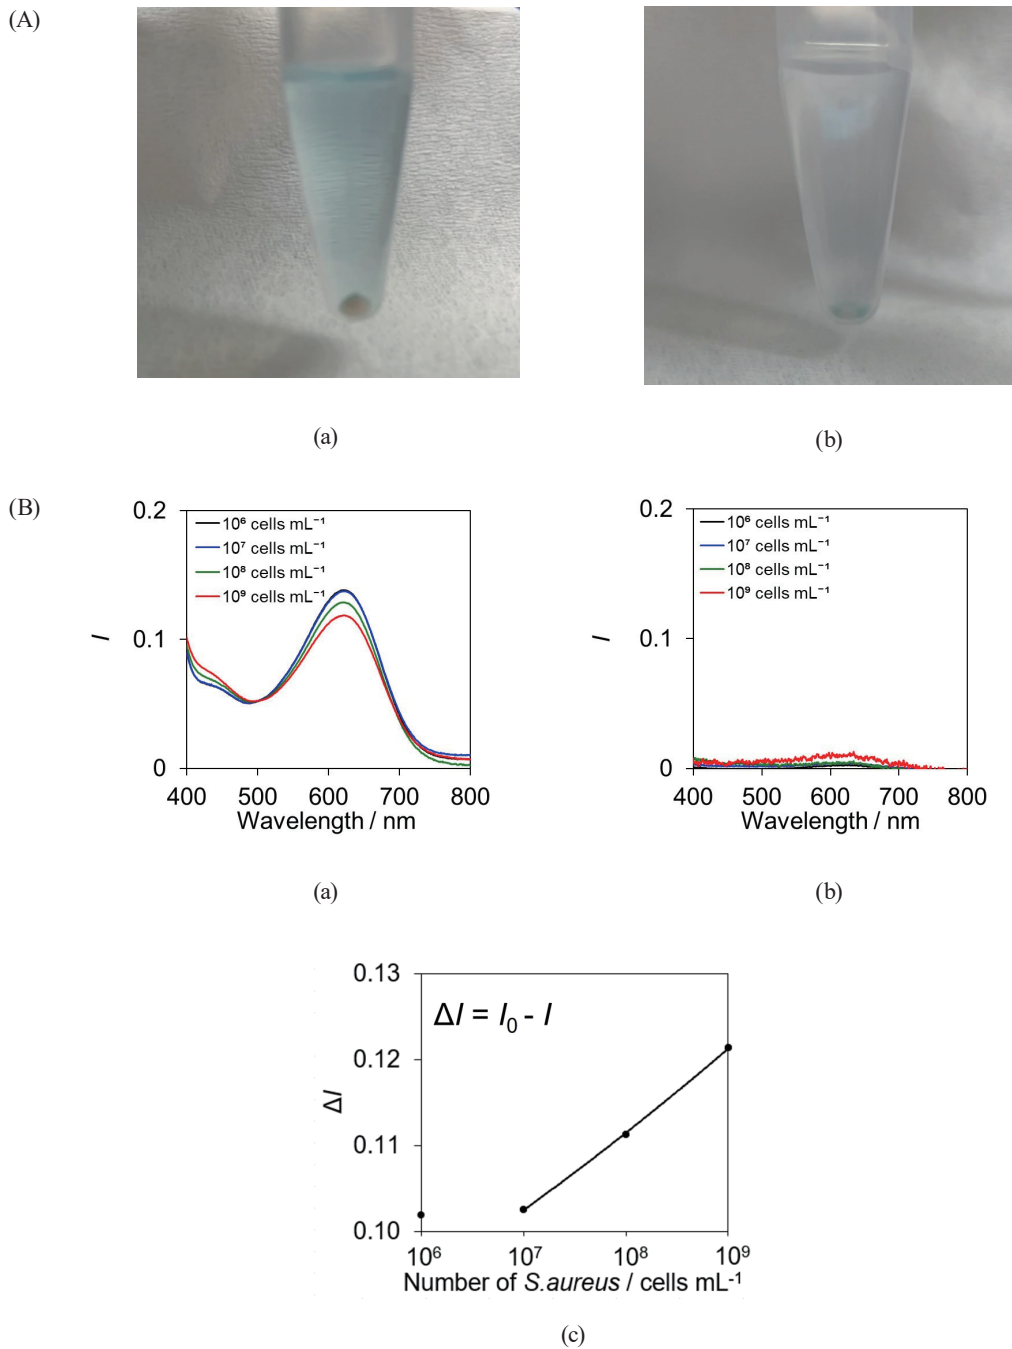 (A)
(a)
(b)
(B)
0.2
0.1
0
I
10⁶ cells mL⁻¹
10⁷ cells mL⁻¹
10⁸ cells mL⁻¹
10⁹ cells mL⁻¹
400 500 600 700 800
Wavelength / nm
(a)
0.2
0.1
0
I
10⁶ cells mL⁻¹
10⁷ cells mL⁻¹
10⁸ cells mL⁻¹
10⁹ cells mL⁻¹
400 500 600 700 800
Wavelength / nm
(b)
0.13
0.12
0.11
0.10
ΔI
ΔI = I₀ - I
10⁶ 10⁷ 10⁸ 10⁹
Number of S.aureus / cells mL⁻¹
(c)